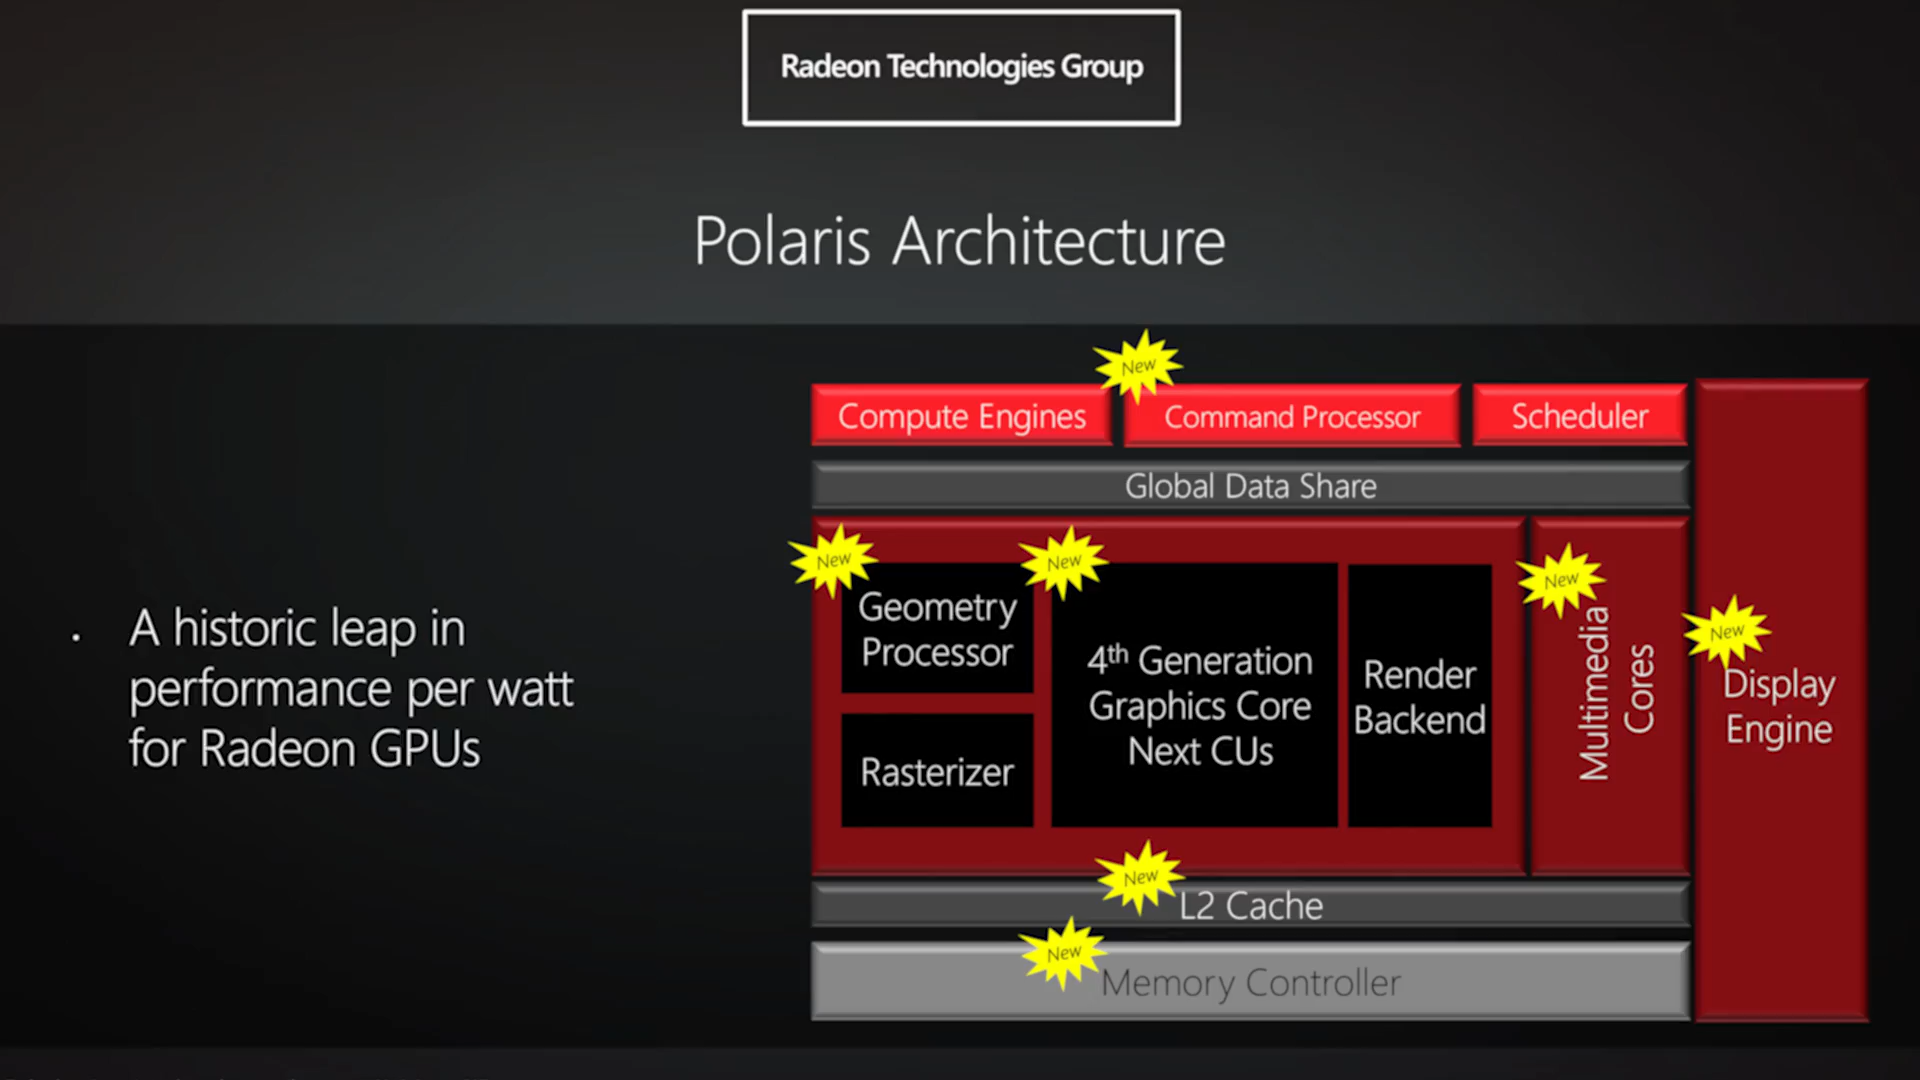 Radeon Technologies Group
Polaris Architecture
· A historic leap in
performance per watt
for Radeon GPUs
New
Compute Engines
Command Processor
Scheduler
Global Data Share
New
Geometry
Processor
Rasterizer
New
4th Generation
Graphics Core
Next CUs
Render
Backend
New
Multimedia
Cores
New
Display
Engine
New
L2 Cache
New
Memory Controller